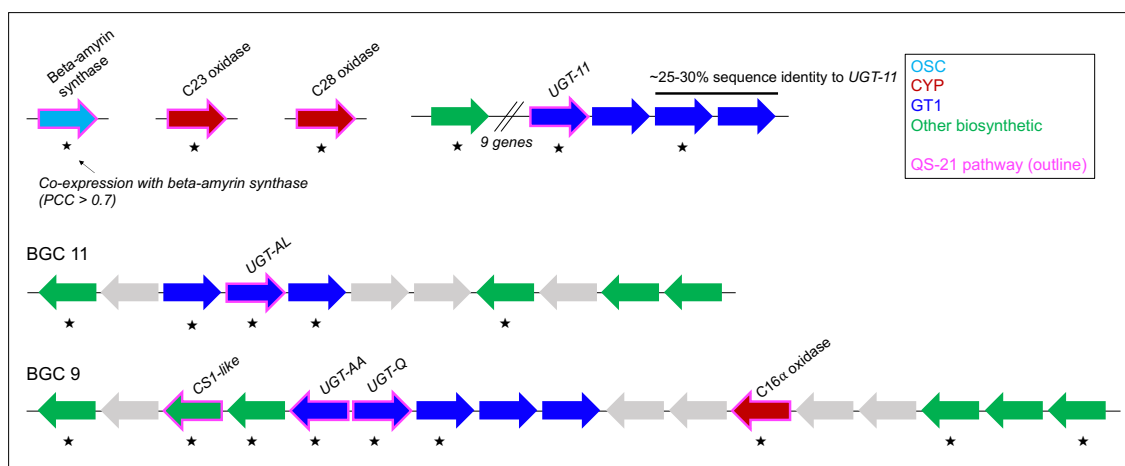 Beta-amyrin
synthase
C23 oxidase
C28 oxidase
UGT-11
~25-30% sequence identity to UGT-11
9 genes
Co-expression with beta-amyrin synthase
(PCC > 0.7)
OSC
CYP
GT1
Other biosynthetic
QS-21 pathway (outline)
BGC 11
UGT-AL
BGC 9
CS1-like
UGT-AA
UGT-Q
C16α oxidase